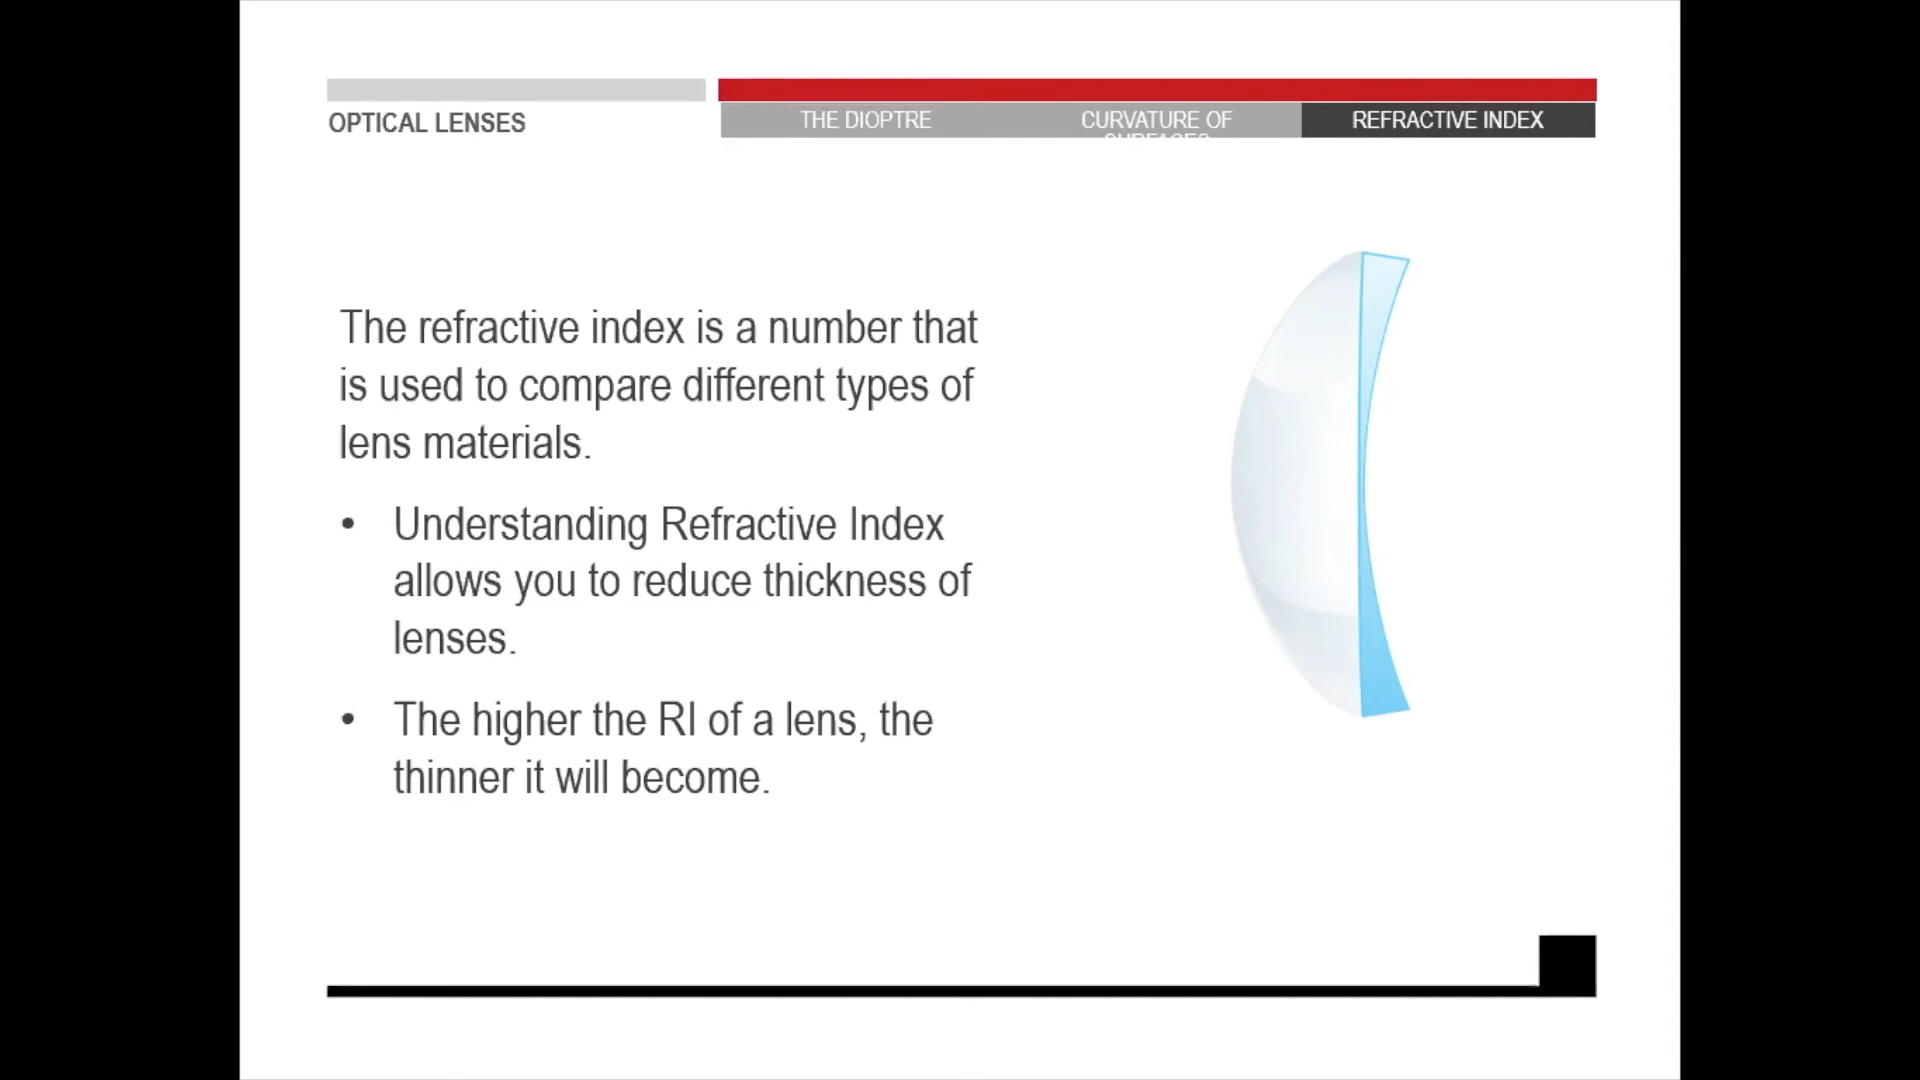 OPTICAL LENSES
THE DIOPTRE
CURVATURE OF
REFRACTIVE INDEX
The refractive index is a number that
is used to compare different types of
lens materials.
• Understanding Refractive Index
allows you to reduce thickness of
lenses.
• The higher the RI of a lens, the
thinner it will become.